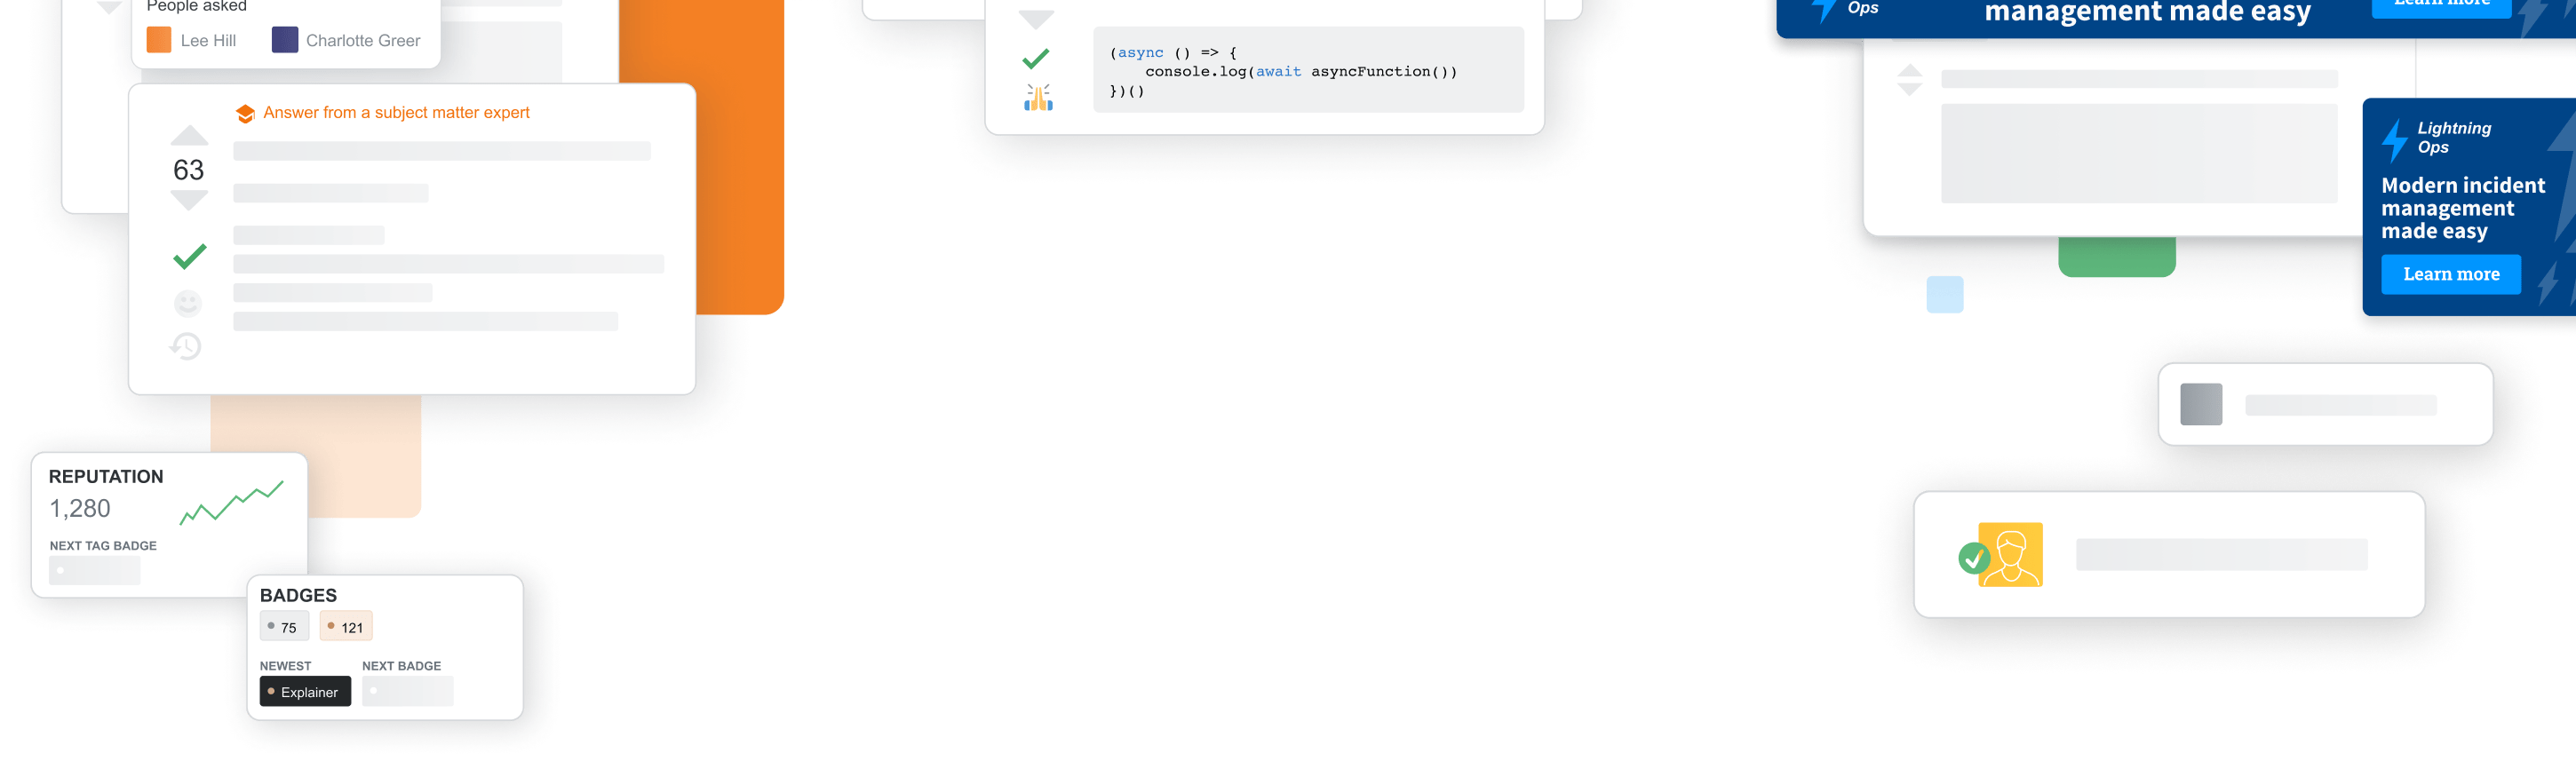 People asked
Lee Hill
Charlotte Greer
Answer from a subject matter expert
63
REPUTATION
1,280
NEXT TAG BADGE
BADGES
75
121
NEWEST
NEXT BADGE
Explainer
(async () => {
    console.log(await asyncFunction())
})()
Ops
management made easy
Learn more
Lightning
Ops
Modern incident
management
made easy
Learn more